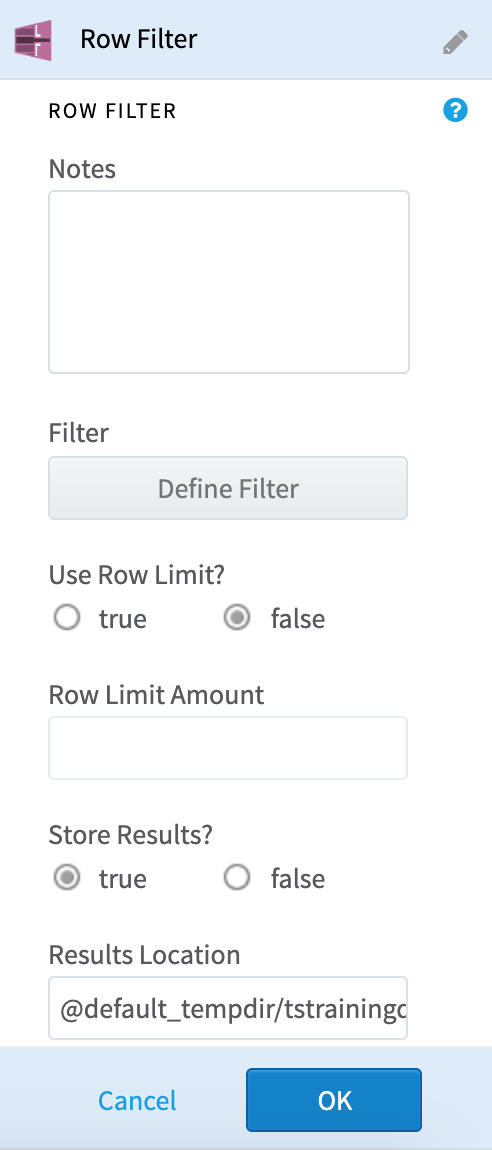 Row Filter
ROW FILTER
?
Notes
Filter
Define Filter
Use Row Limit?
true false
Row Limit Amount
Store Results?
true false
Results Location
@default_tempdir/tstraining
Cancel OK